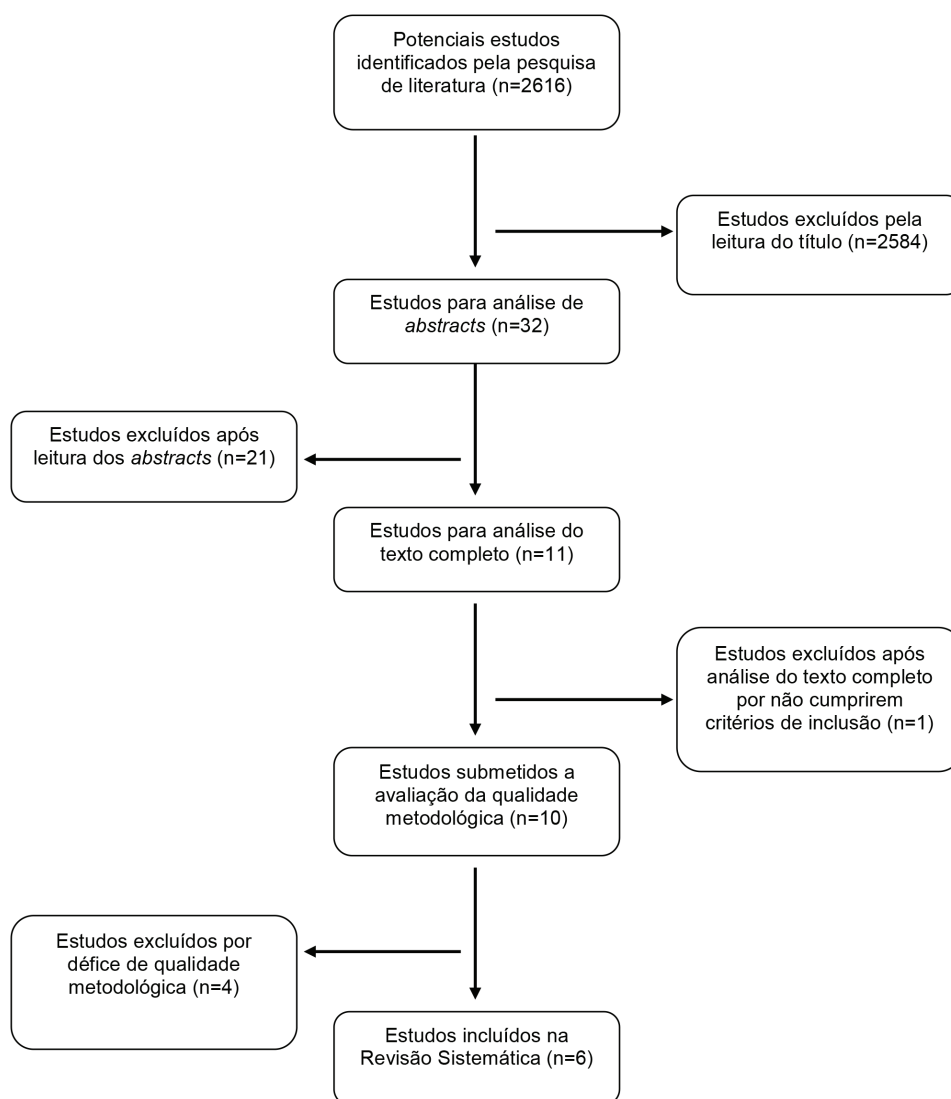 Potenciais estudos
identificados pela pesquisa
de literatura (n=2616)
Estudos excluídos pela
leitura do título (n=2584)
Estudos para análise de
abstracts (n=32)
Estudos excluídos após
leitura dos abstracts (n=21)
Estudos para análise do
texto completo (n=11)
Estudos excluídos após
análise do texto completo
por não cumprirem
critérios de inclusão (n=1)
Estudos submetidos a
avaliação da qualidade
metodológica (n=10)
Estudos excluídos por
défice de qualidade
metodológica (n=4)
Estudos incluídos na
Revisão Sistemática (n=6)